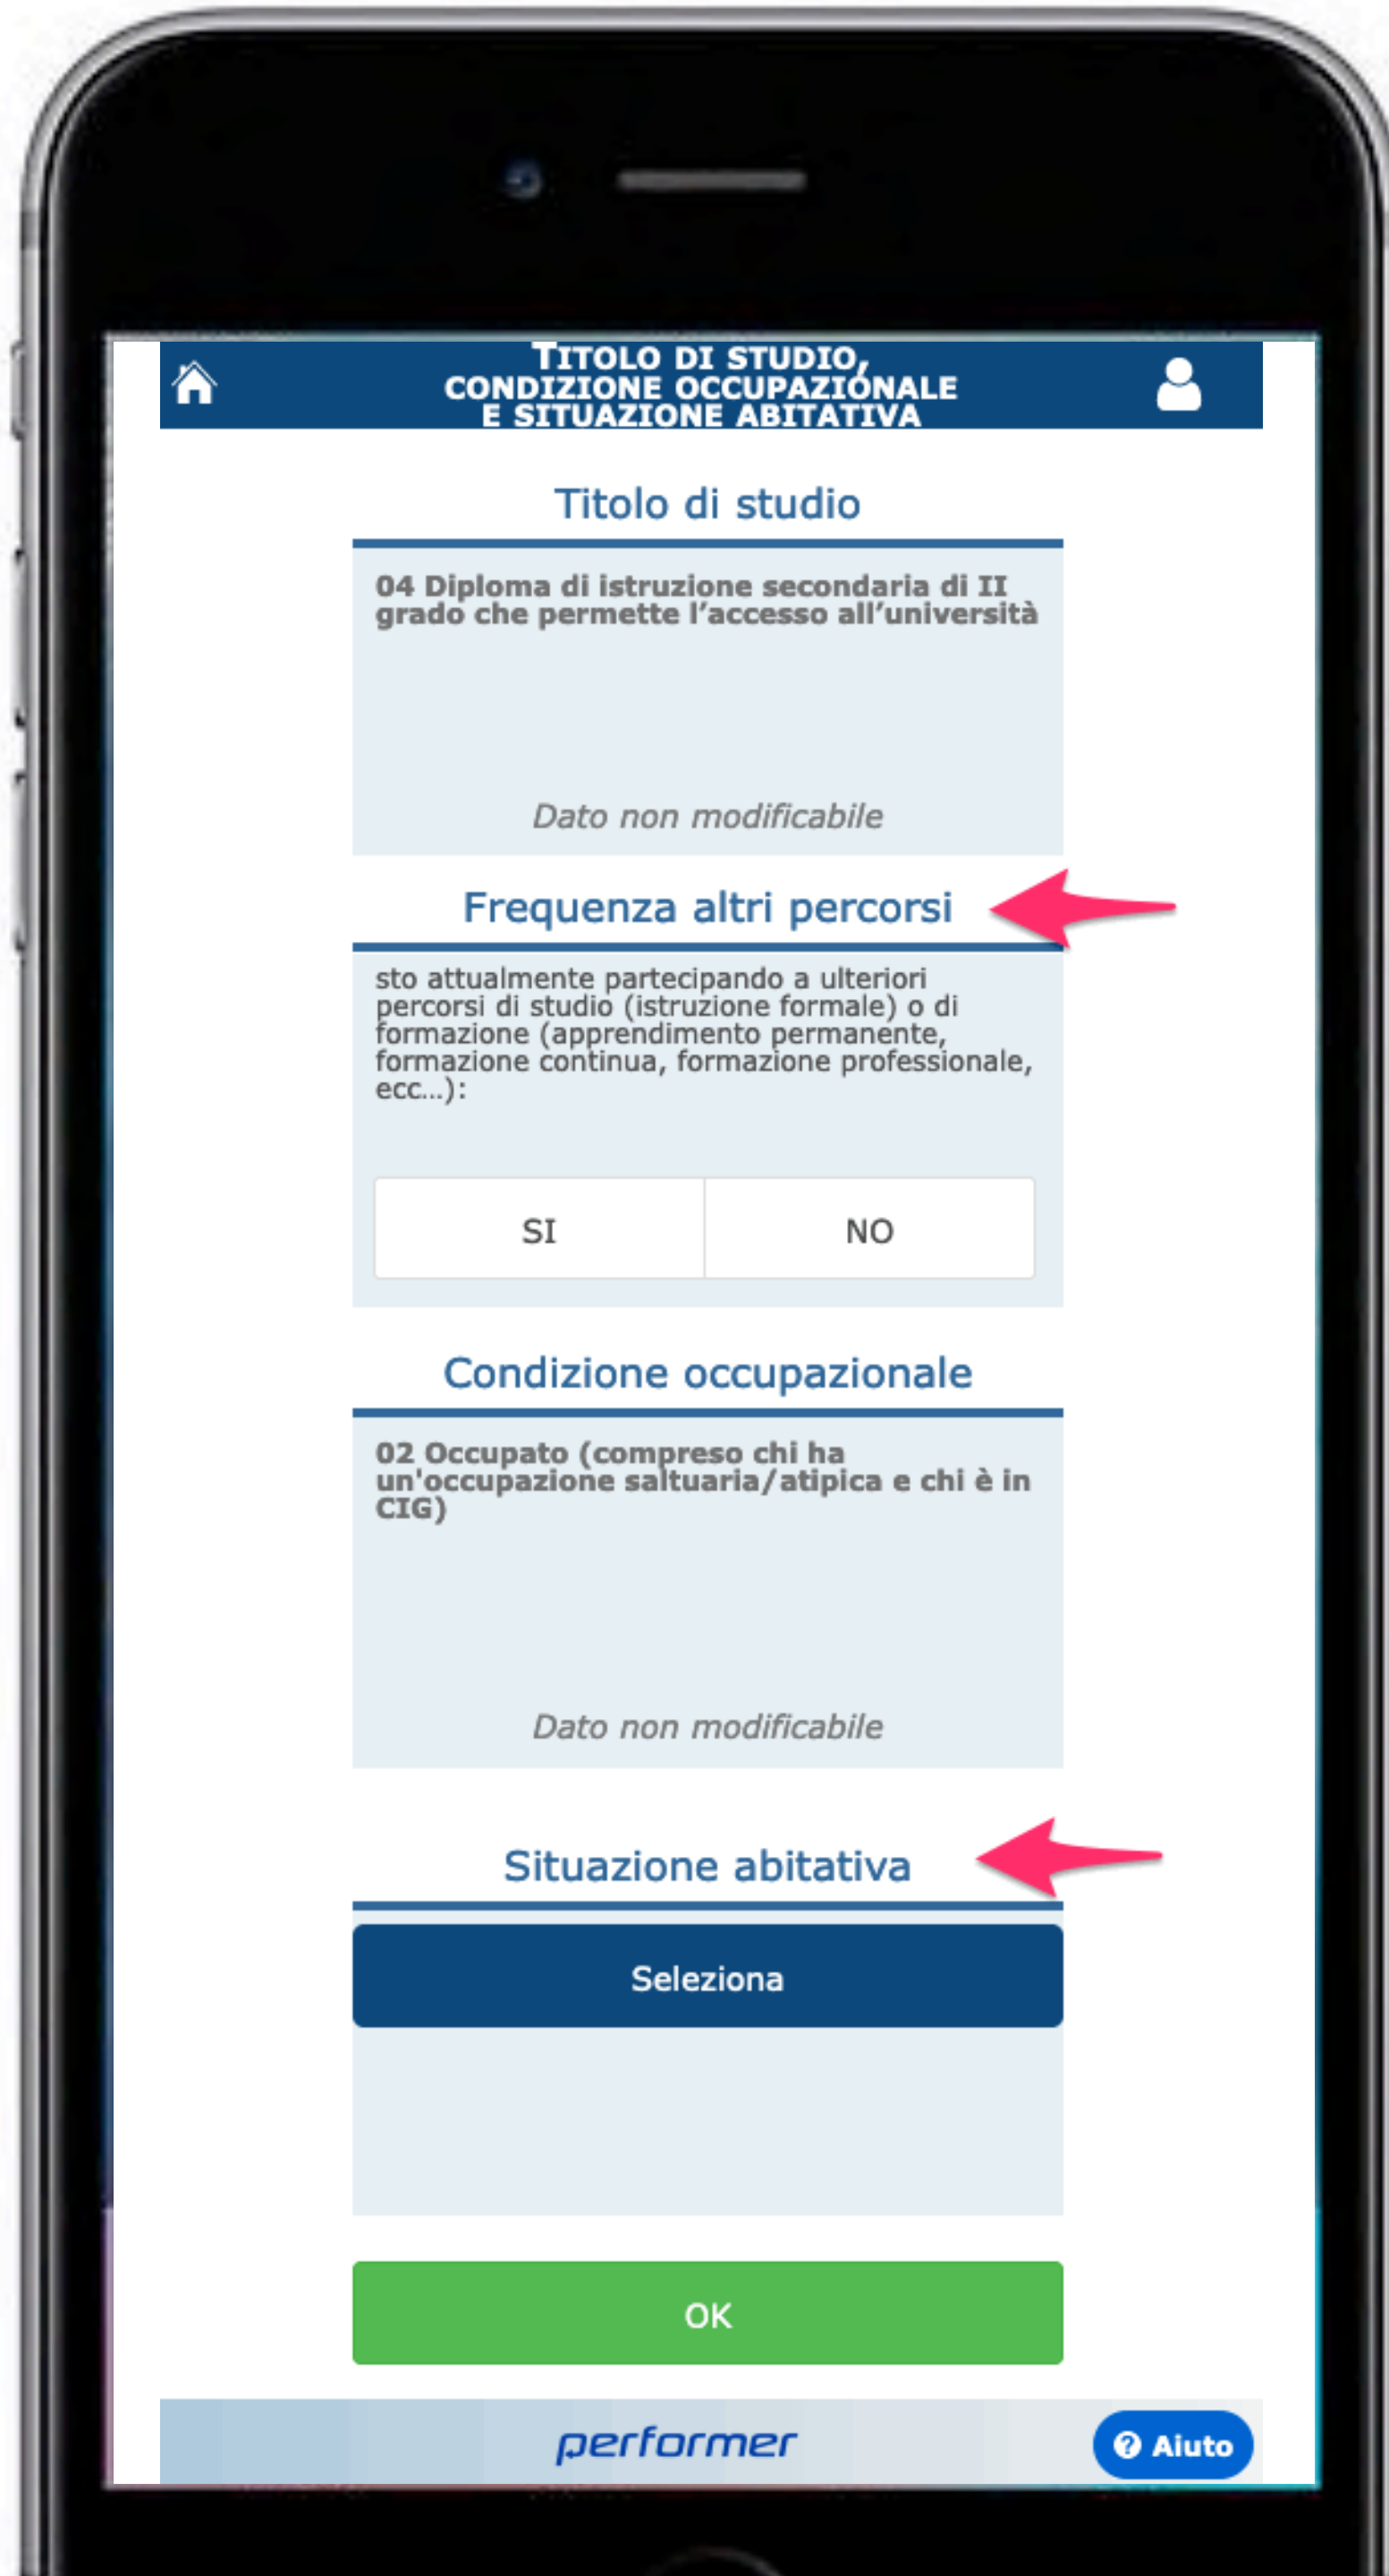 TITOLO DI STUDIO,
CONDIZIONE OCCUPAZIONALE
E SITUAZIONE ABITATIVA
Titolo di studio
04 Diploma di istruzione secondaria di II
grado che permette l’accesso all’università
Dato non modificabile
Frequenza altri percorsi
sto attualmente partecipando a ulteriori
percorsi di studio (istruzione formale) o di
formazione (apprendimento permanente,
formazione continua, formazione professionale,
ecc...):
SI NO
Condizione occupazionale
02 Occupato (compreso chi ha
un'occupazione saltuaria/atipica e chi è in
CIG)
Dato non modificabile
Situazione abitativa
Seleziona
OK
performer
? Aiuto